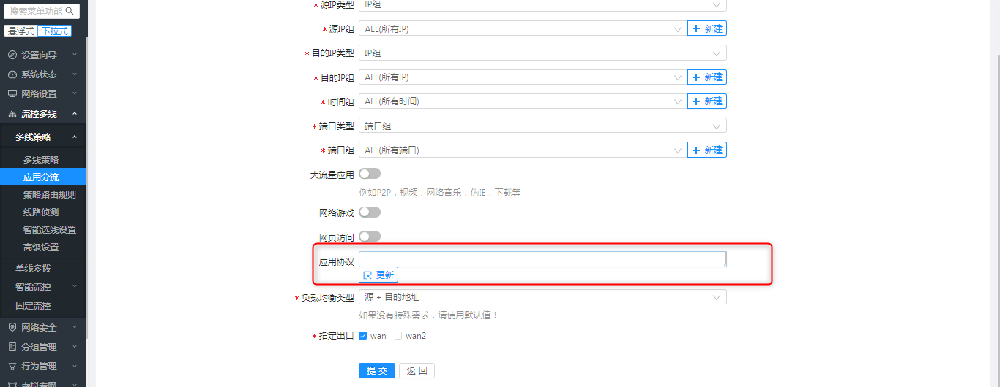 搜索菜单功能
悬浮式 下拉式
设置向导
系统状态
网络设置
流控多线
多线策略
多线策略
应用分流
策略路由规则
线路侦测
智能选线设置
高级设置
单线多拨
智能流控
固定流控
网络安全
分组管理
行为管理
虚拟专网
* 源IP类型 IP组
* 源IP组 ALL(所有IP) + 新建
* 目的IP类型 IP组
* 目的IP组 ALL(所有IP) + 新建
* 时间组 ALL(所有时间) + 新建
* 端口类型 端口组
* 端口组 ALL(所有端口) + 新建
大流量应用
例如P2P，视频，网络音乐，伪IE，下载等
网络游戏
网页访问
应用协议
更新
* 负载均衡类型 源 + 目的地址
如果没有特殊需求，请使用默认值！
* 指定出口 wan wan2
提 交 返 回